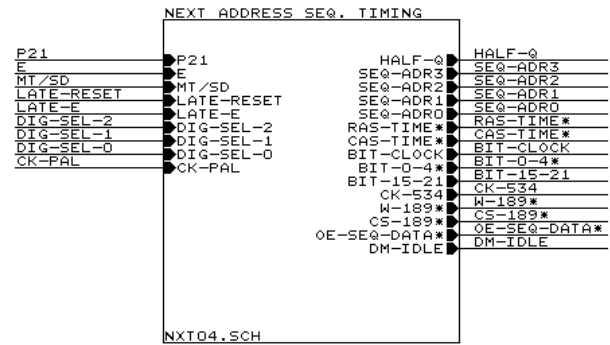 NEXT ADDRESS SEQ. TIMING
P21 P21 HALF-Q HALF-Q
E E SEQ-ADR3 SEQ-ADR3
MT/SD MT/SD SEQ-ADR2 SEQ-ADR2
LATE-RESET LATE-RESET SEQ-ADR1 SEQ-ADR1
LATE-E LATE-E SEQ-ADR0 SEQ-ADR0
DIG-SEL-2 DIG-SEL-2 RAS-TIME* RAS-TIME*
DIG-SEL-1 DIG-SEL-1 CAS-TIME* CAS-TIME*
DIG-SEL-0 DIG-SEL-0 BIT-CLOCK BIT-CLOCK
CK-PAL CK-PAL BIT-0-4* BIT-0-4*
BIT-15-21 BIT-15-21
CK-534 CK-534
W-189* W-189*
CS-189* CS-189*
OE-SEQ-DATA* OE-SEQ-DATA*
DM-IDLE DM-IDLE
NXT04.SCH